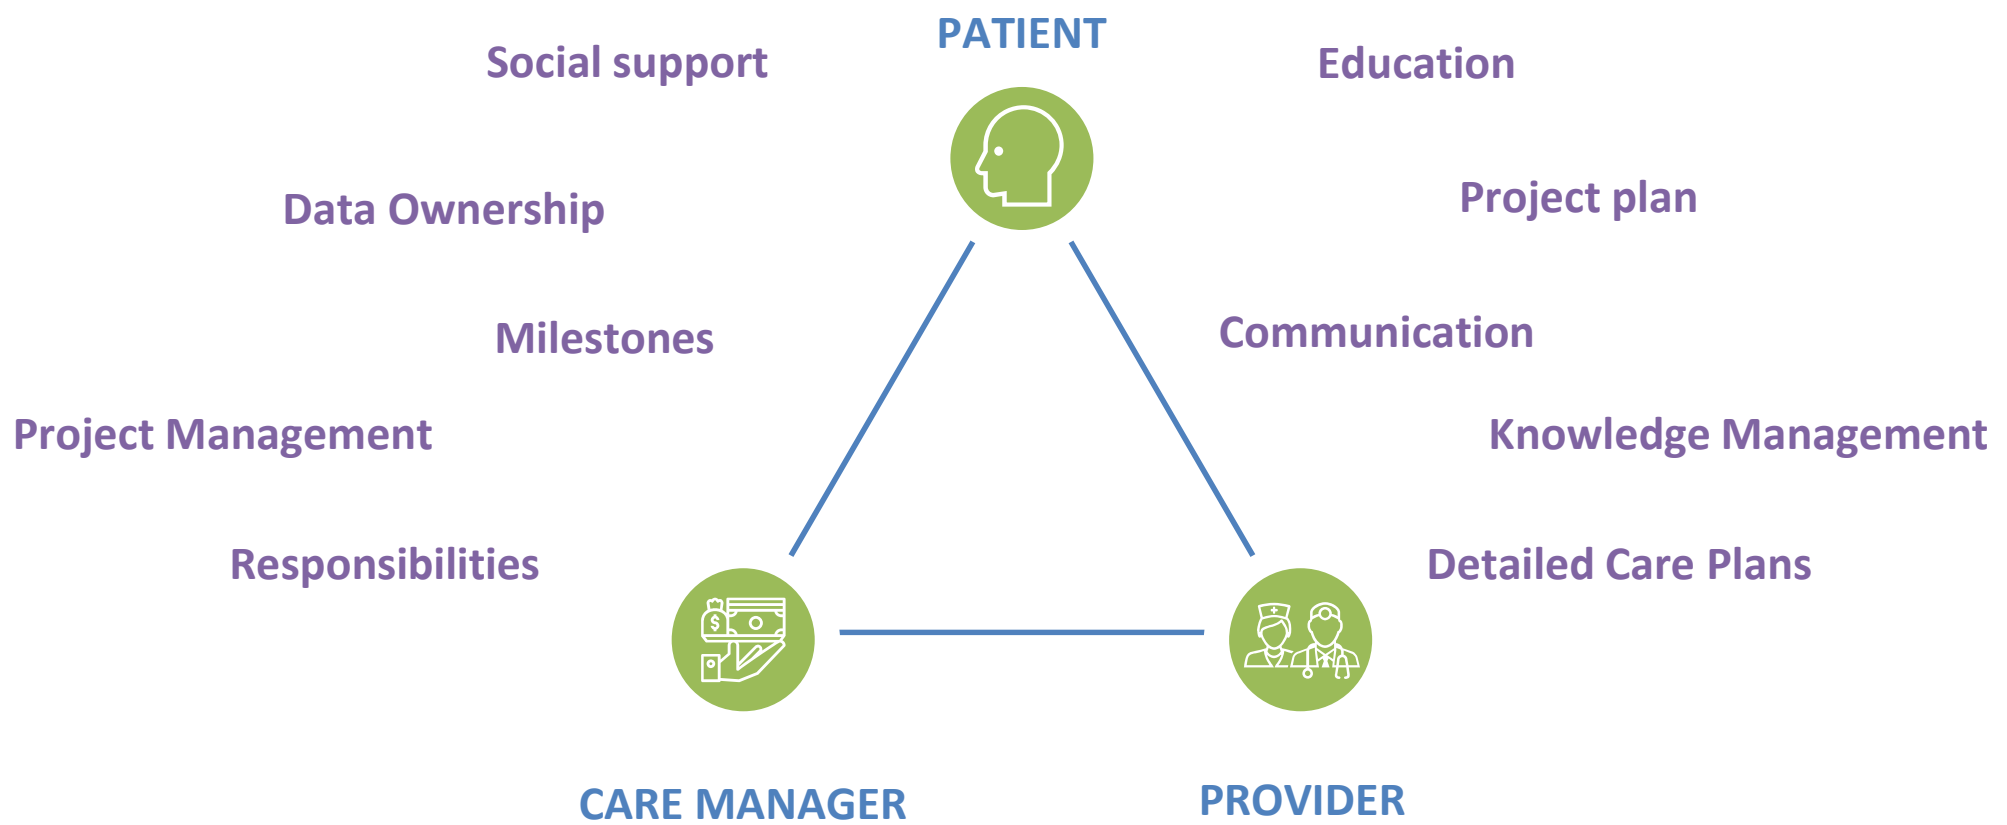 PATIENT
Social support
Education
Data Ownership
Project plan
Milestones
Communication
Project Management
Knowledge Management
Responsibilities
Detailed Care Plans
$
CARE MANAGER
PROVIDER